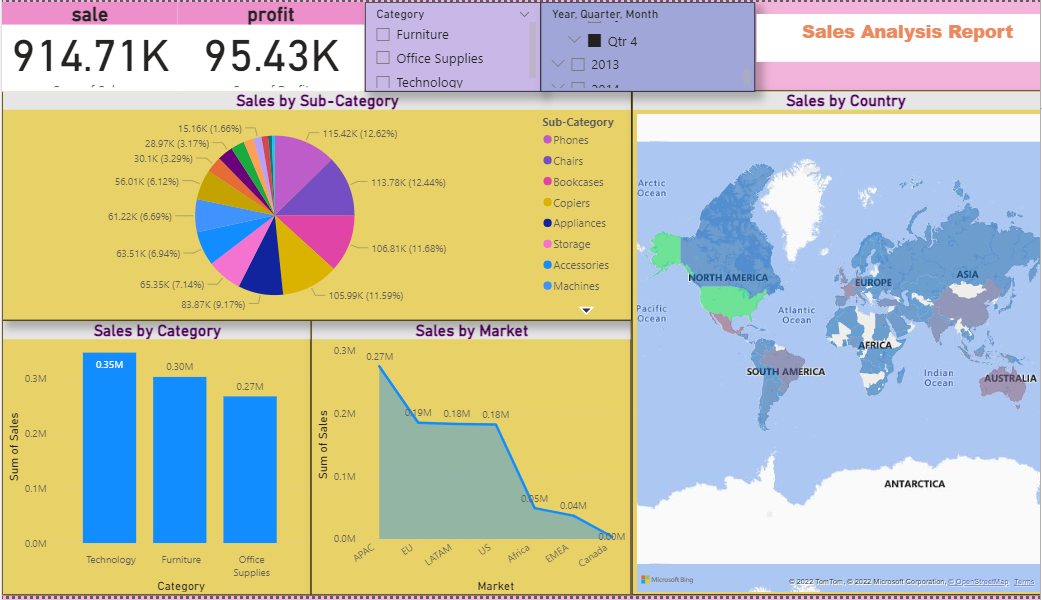 sale
profit
Category
Year, Quarter, Month
Sales Analysis Report
914.71K
95.43K
Furniture
Office Supplies
Technology
Qtr 4
2013
2014
Sales by Sub-Category
Sales by Country
15.16K (1.66%)
28.97K (3.17%)
30.1K (3.29%)
56.01K (6.12%)
61.22K (6.69%)
63.51K (6.94%)
65.35K (7.14%)
83.87K (9.17%)
115.42K (12.62%)
113.78K (12.44%)
106.81K (11.68%)
105.99K (11.59%)
Sub-Category
Phones
Chairs
Bookcases
Copiers
Appliances
Storage
Accessories
Machines
Arctic
Ocean
NORTH AMERICA
EUROPE
ASIA
Pacific
Ocean
Atlantic
Ocean
AFRICA
SOUTH AMERICA
Indian
Ocean
AUSTRALIA
ANTARCTICA
Microsoft Bing
© 2022 TomTom, © 2022 Microsoft Corporation, © OpenStreetMap Terms
Sales by Category
Sum of Sales
0.3M
0.2M
0.1M
0.0M
0.35M
0.30M
0.27M
Technology
Furniture
Office
Supplies
Category
Sales by Market
Sum of Sales
0.3M
0.2M
0.1M
0.0M
0.27M
0.19M
0.18M
0.18M
0.05M
0.04M
0.00M
APAC
EU
LATAM
US
Africa
EMEA
Canada
Market